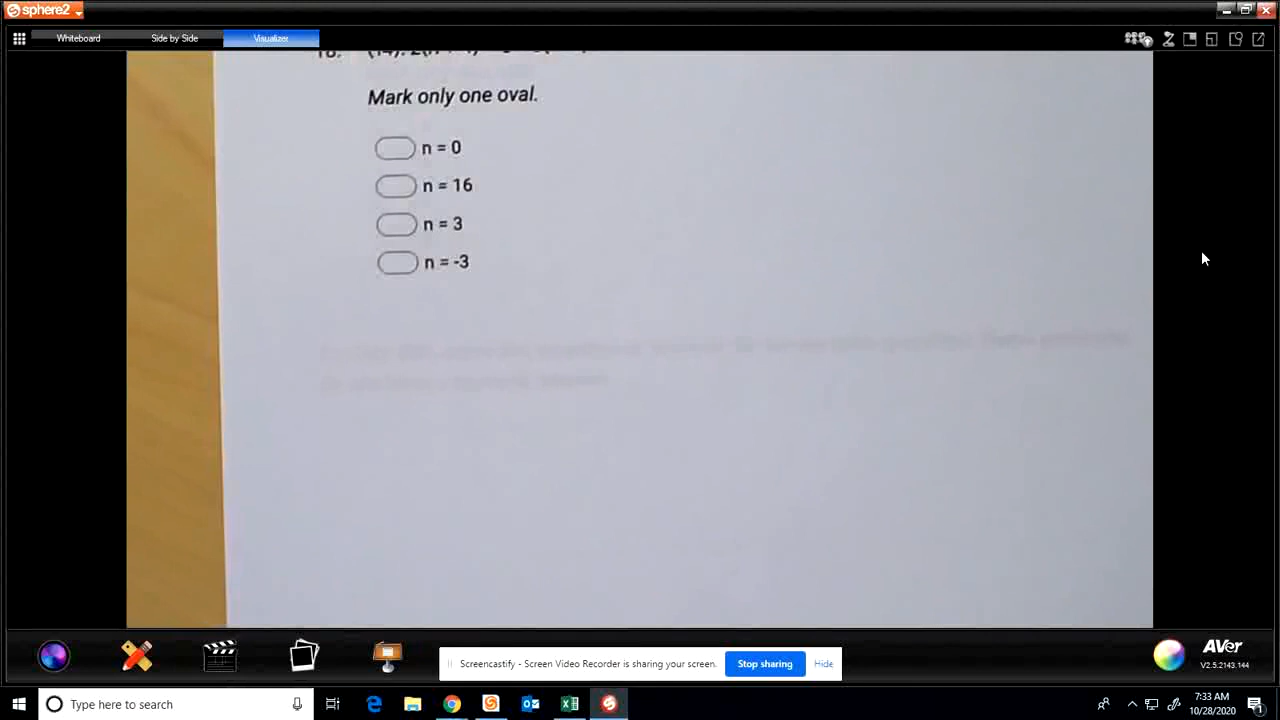 sphere2
Whiteboard Side by Side Visualizer
Mark only one oval.
n = 0
n = 16
n = 3
n = -3
Screencastify - Screen Video Recorder is sharing your screen. Stop sharing Hide
AVer
V2.5.2143.144
Type here to search
7:33 AM
10/28/2020
1